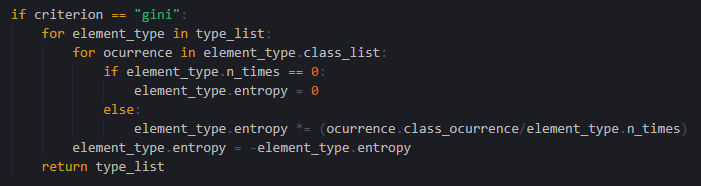 if criterion == "gini":
for element_type in type_list:
for ocurrence in element_type.class_list:
if element_type.n_times == 0:
element_type.entropy = 0
else:
element_type.entropy *= (ocurrence.class_ocurrence/element_type.n_times)
element_type.entropy = -element_type.entropy
return type_list